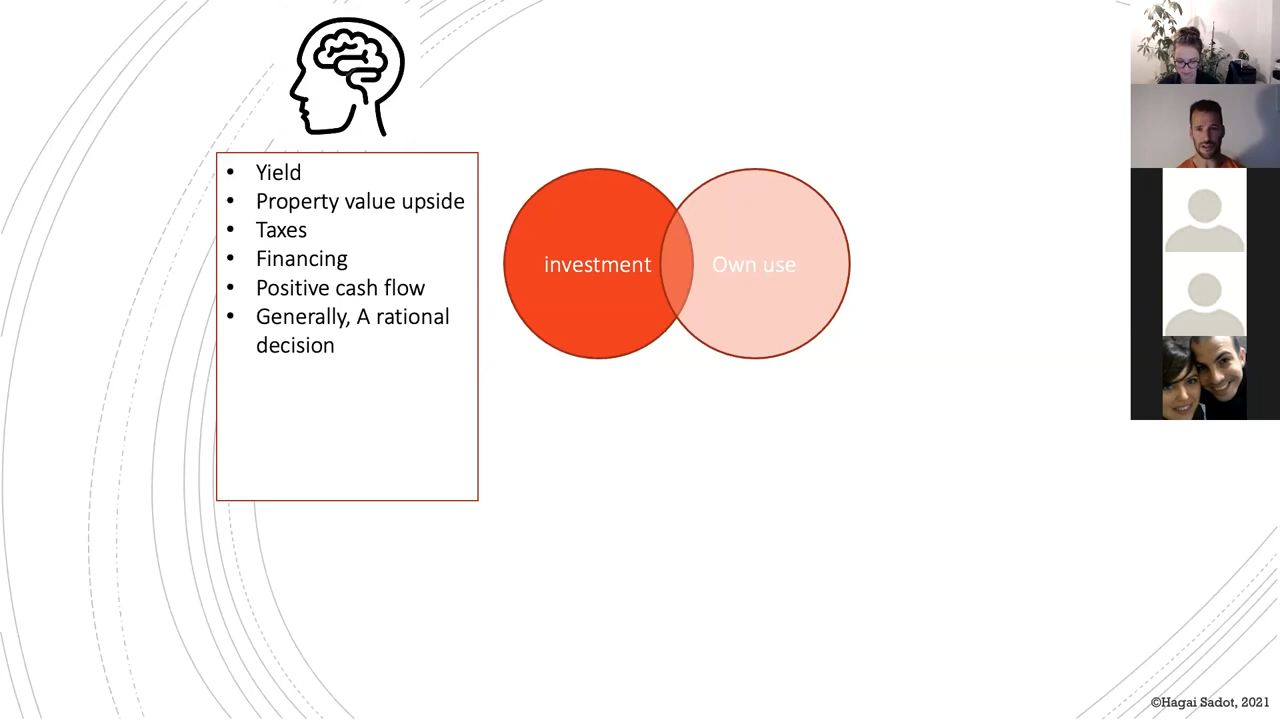 • Yield
• Property value upside
• Taxes
• Financing
• Positive cash flow
• Generally, A rational
decision
investment
Own use
©Hagai Sadot, 2021